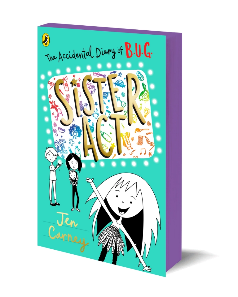 The Accidental Diary of B.U.G.
SISTER
ACT
Jen
Carney